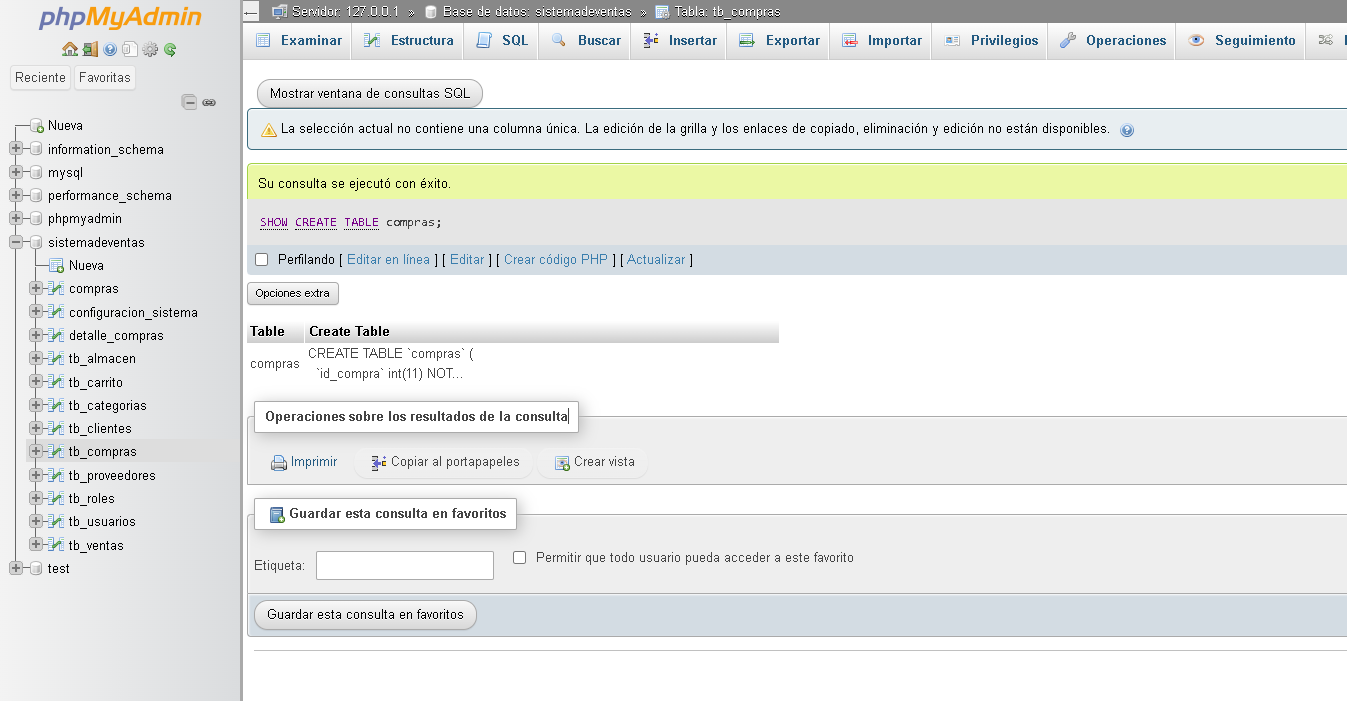 phpMyAdmin
Reciente Favoritas
Nueva
information_schema
mysql
performance_schema
phpmyadmin
sistemadeventas
Nueva
compras
configuracion_sistema
detalle_compras
tb_almacen
tb_carrito
tb_categorias
tb_clientes
tb_compras
tb_proveedores
tb_roles
tb_usuarios
tb_ventas
test
Servidor: 127.0.0.1 » Base de datos: sistemadeventas » Tabla: tb_compras
Examinar Estructura SQL Buscar Insertar Exportar Importar Privilegios Operaciones Seguimiento
Mostrar ventana de consultas SQL
La selección actual no contiene una columna única. La edición de la grilla y los enlaces de copiado, eliminación y edición no están disponibles.
Su consulta se ejecutó con éxito.
SHOW CREATE TABLE compras;
Perfilando [ Editar en línea ] [ Editar ] [ Crear código PHP ] [ Actualizar ]
Opciones extra
Table Create Table
compras CREATE TABLE `compras` (
`id_compra` int(11) NOT...
Operaciones sobre los resultados de la consulta
Imprimir Copiar al portapapeles Crear vista
Guardar esta consulta en favoritos
Etiqueta: Permitir que todo usuario pueda acceder a este favorito
Guardar esta consulta en favoritos